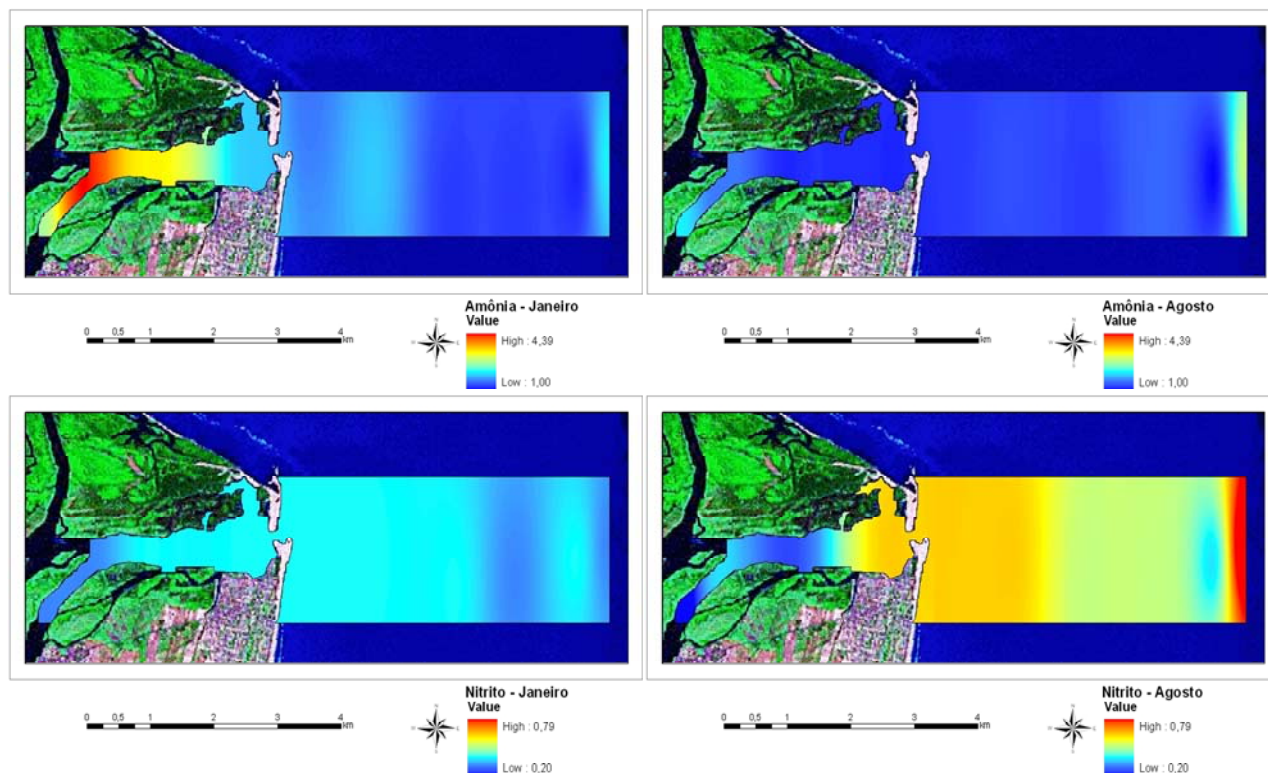 Amônia - Janeiro
Value
High : 4,39
Low : 1,00
0 0,5 1 2 3 4
km
N
W E
S
Amônia - Agosto
Value
High : 4,39
Low : 1,00
0 0,5 1 2 3 4
km
N
W E
S
Nitrito - Janeiro
Value
High : 0,79
Low : 0,20
0 0,5 1 2 3 4
km
N
W E
S
Nitrito - Agosto
Value
High : 0,79
Low : 0,20
0 0,5 1 2 3 4
km
N
W E
S